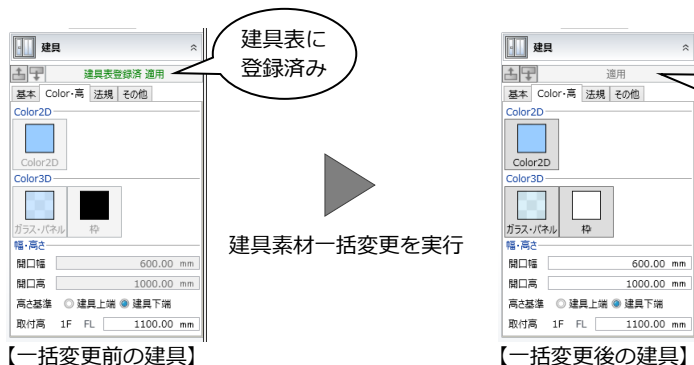 建具
建具表登録済 適用
基本 Color・高 法規 その他
Color2D
Color2D
Color3D
ガラス・パネル 枠
幅・高さ
開口幅 600.00 mm
開口高 1000.00 mm
高さ基準 建具上端 建具下端
取付高 1F FL 1100.00 mm
【一括変更前の建具】
建具表に
登録済み
建具素材一括変更を実行
建具
適用
基本 Color・高 法規 その他
Color2D
Color2D
Color3D
ガラス・パネル 枠
幅・高さ
開口幅 600.00 mm
開口高 1000.00 mm
高さ基準 建具上端 建具下端
取付高 1F FL 1100.00 mm
【一括変更後の建具】